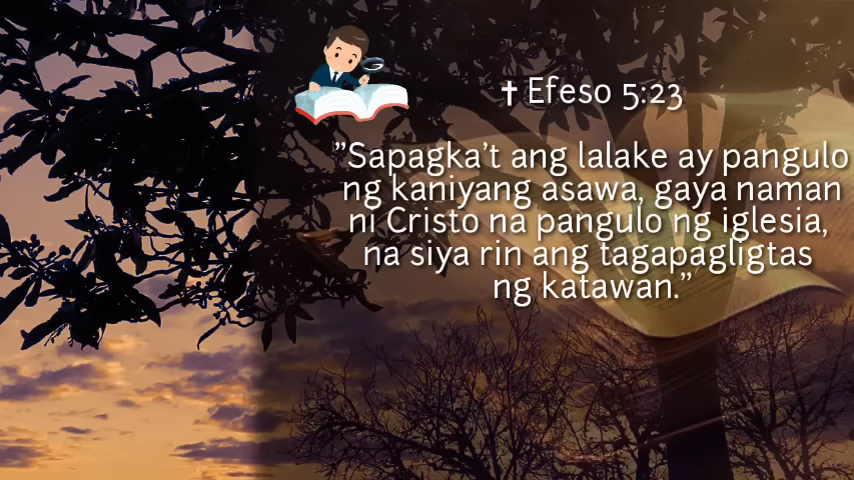 ✝ Efeso 5:23
"Sapagka't ang lalake ay pangulo
ng kaniyang asawa, gaya naman
ni Cristo na pangulo ng iglesia,
na siya rin ang tagapagligtas
ng katawan."